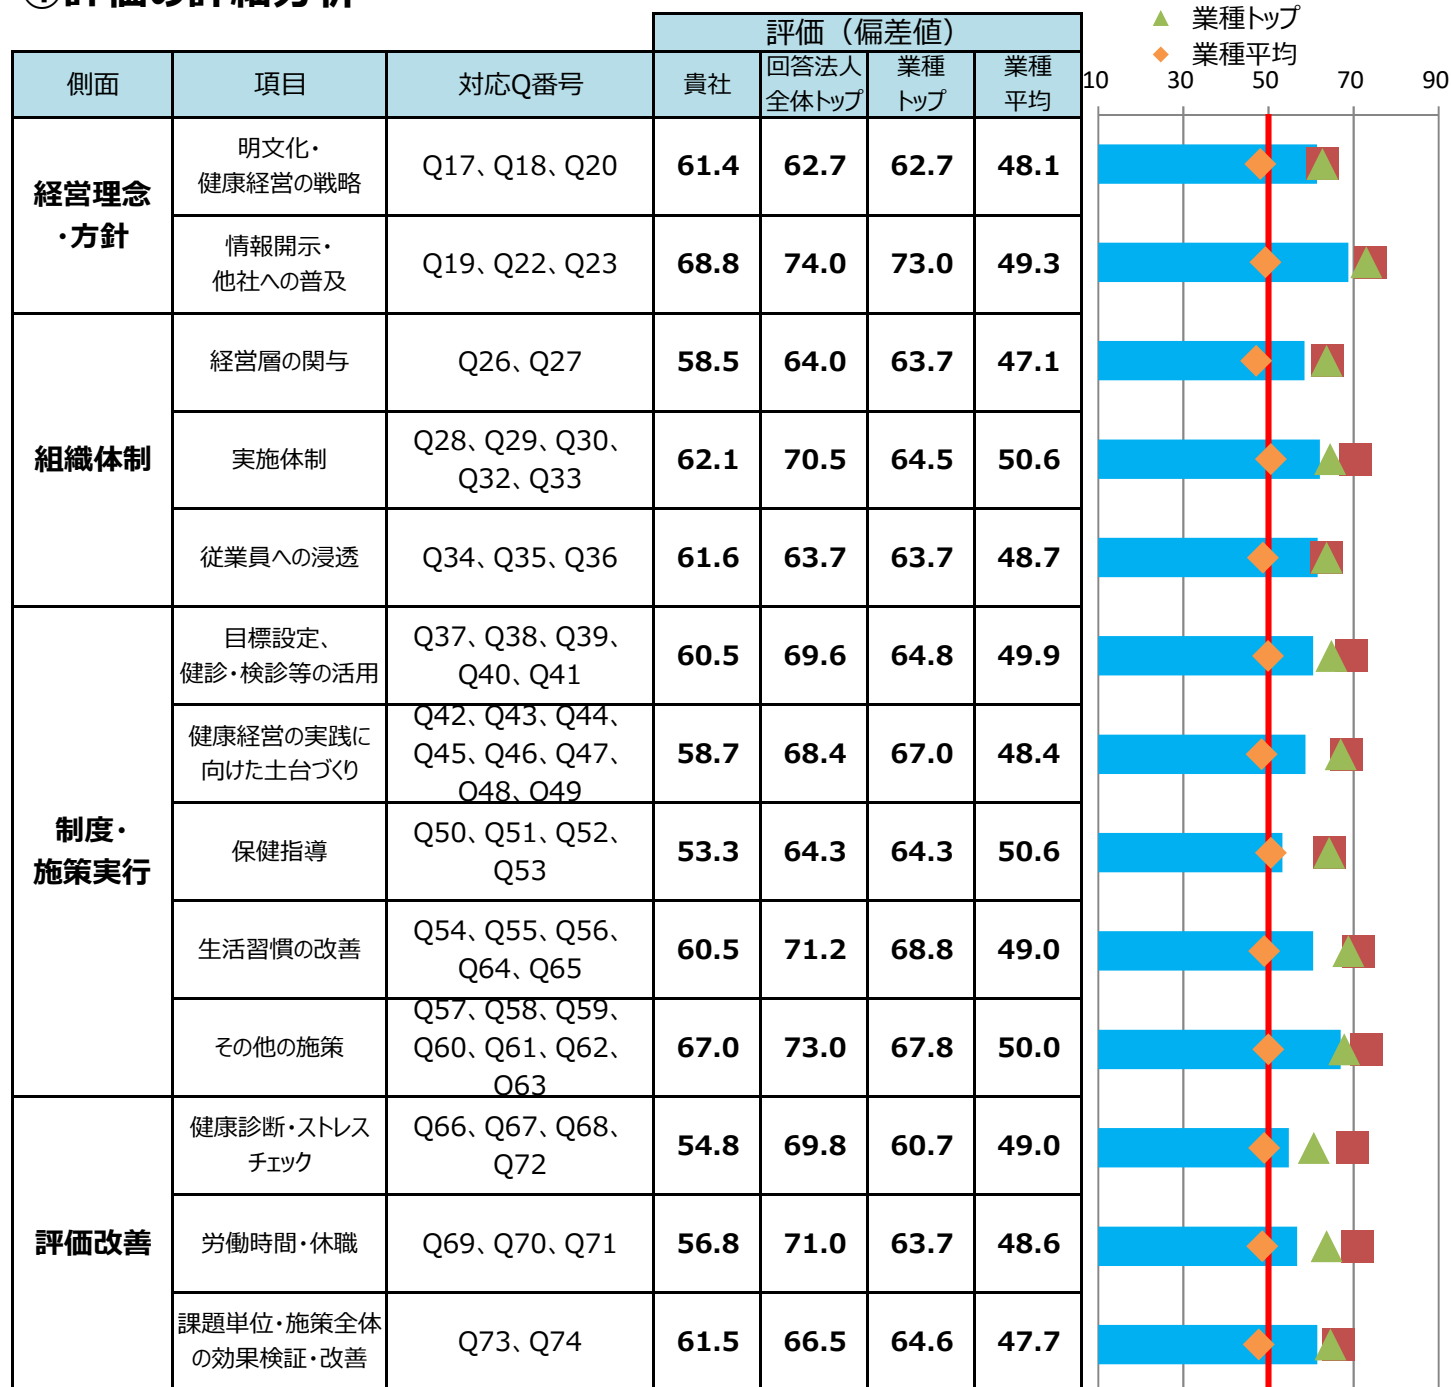 ①評価の詳細分析
▲ 業種トップ
◆ 業種平均
評価（偏差値）
側面 項目 対応Q番号 貴社 回答法人 業種 業種
全体トップ トップ 平均
10 30 50 70 90
経営理念
・方針
明文化・
健康経営の戦略
Q17、Q18、Q20 61.4 62.7 62.7 48.1
情報開示・
他社への普及
Q19、Q22、Q23 68.8 74.0 73.0 49.3
組織体制
経営層の関与 Q26、Q27 58.5 64.0 63.7 47.1
実施体制
Q28、Q29、Q30、
Q32、Q33
62.1 70.5 64.5 50.6
従業員への浸透 Q34、Q35、Q36 61.6 63.7 63.7 48.7
制度・
施策実行
目標設定、
健診・検診等の活用
Q37、Q38、Q39、
Q40、Q41
60.5 69.6 64.8 49.9
健康経営の実践に
向けた土台づくり
Q42、Q43、Q44、
Q45、Q46、Q47、
Q48、Q49
58.7 68.4 67.0 48.4
保健指導
Q50、Q51、Q52、
Q53
53.3 64.3 64.3 50.6
生活習慣の改善
Q54、Q55、Q56、
Q64、Q65
60.5 71.2 68.8 49.0
その他の施策
Q57、Q58、Q59、
Q60、Q61、Q62、
Q63
67.0 73.0 67.8 50.0
評価改善
健康診断・ストレス
チェック
Q66、Q67、Q68、
Q72
54.8 69.8 60.7 49.0
労働時間・休職 Q69、Q70、Q71 56.8 71.0 63.7 48.6
課題単位・施策全体
の効果検証・改善
Q73、Q74 61.5 66.5 64.6 47.7